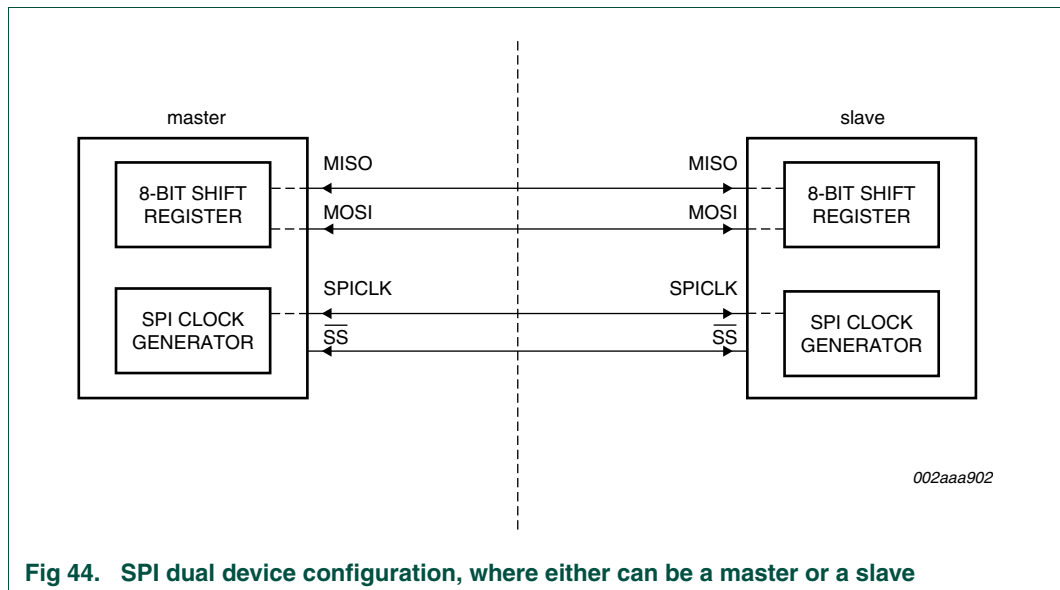 master
slave
8-BIT SHIFT
REGISTER
MISO
MISO
MOSI
MOSI
8-BIT SHIFT
REGISTER
SPI CLOCK
GENERATOR
SPICLK
SPICLK
SS
SS
SPI CLOCK
GENERATOR
002aaa902
Fig 44. SPI dual device configuration, where either can be a master or a slave